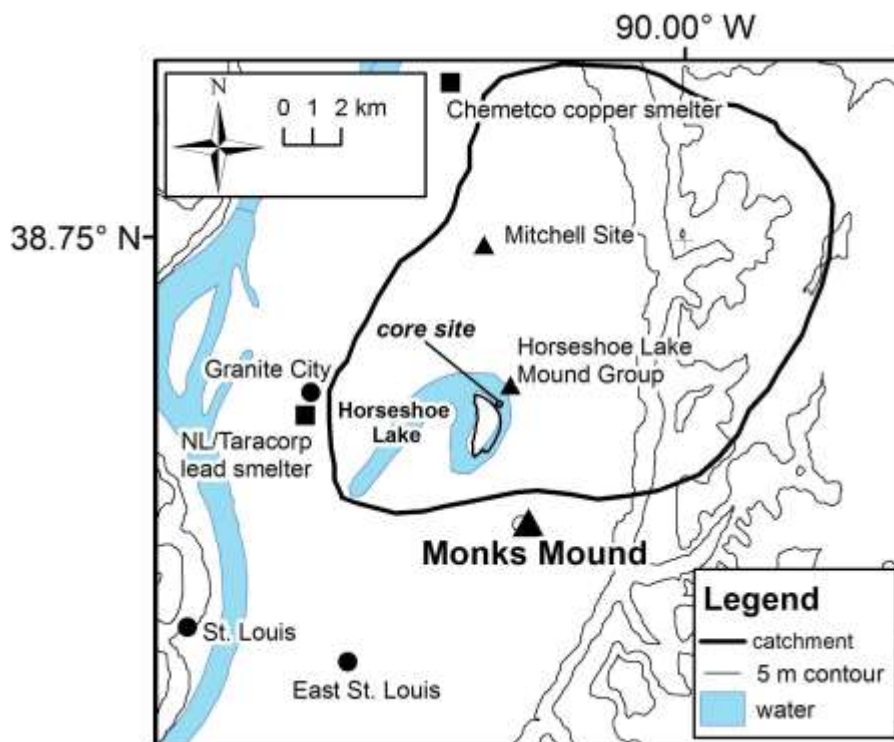 90.00° W
N
0 1 2 km
Chemetco copper smelter
38.75° N
Mitchell Site
core site
Horseshoe Lake
Mound Group
Granite City
Horseshoe
Lake
NL/Taracorp
lead smelter
Monks Mound
St. Louis
East St. Louis
Legend
catchment
5 m contour
water